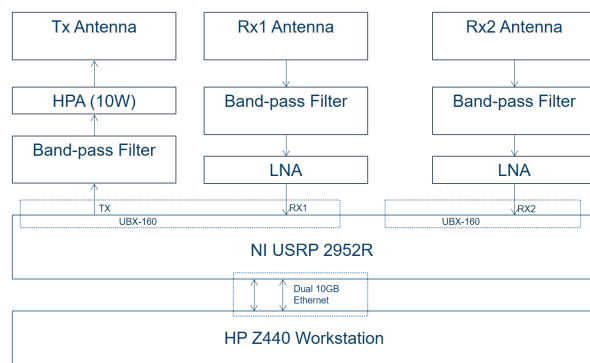 Tx Antenna
Rx1 Antenna
Rx2 Antenna
HPA (10W)
Band-pass Filter
Band-pass Filter
Band-pass Filter
LNA
LNA
TX
RX1
RX2
UBX-160
UBX-160
NI USRP 2952R
Dual 10GB
Ethernet
HP Z440 Workstation